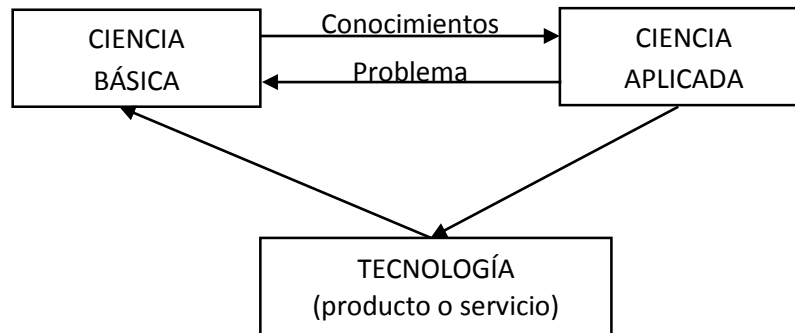 CIENCIA
BÁSICA
Conocimientos
Problema
CIENCIA
APLICADA
TECNOLOGÍA
(producto o servicio)